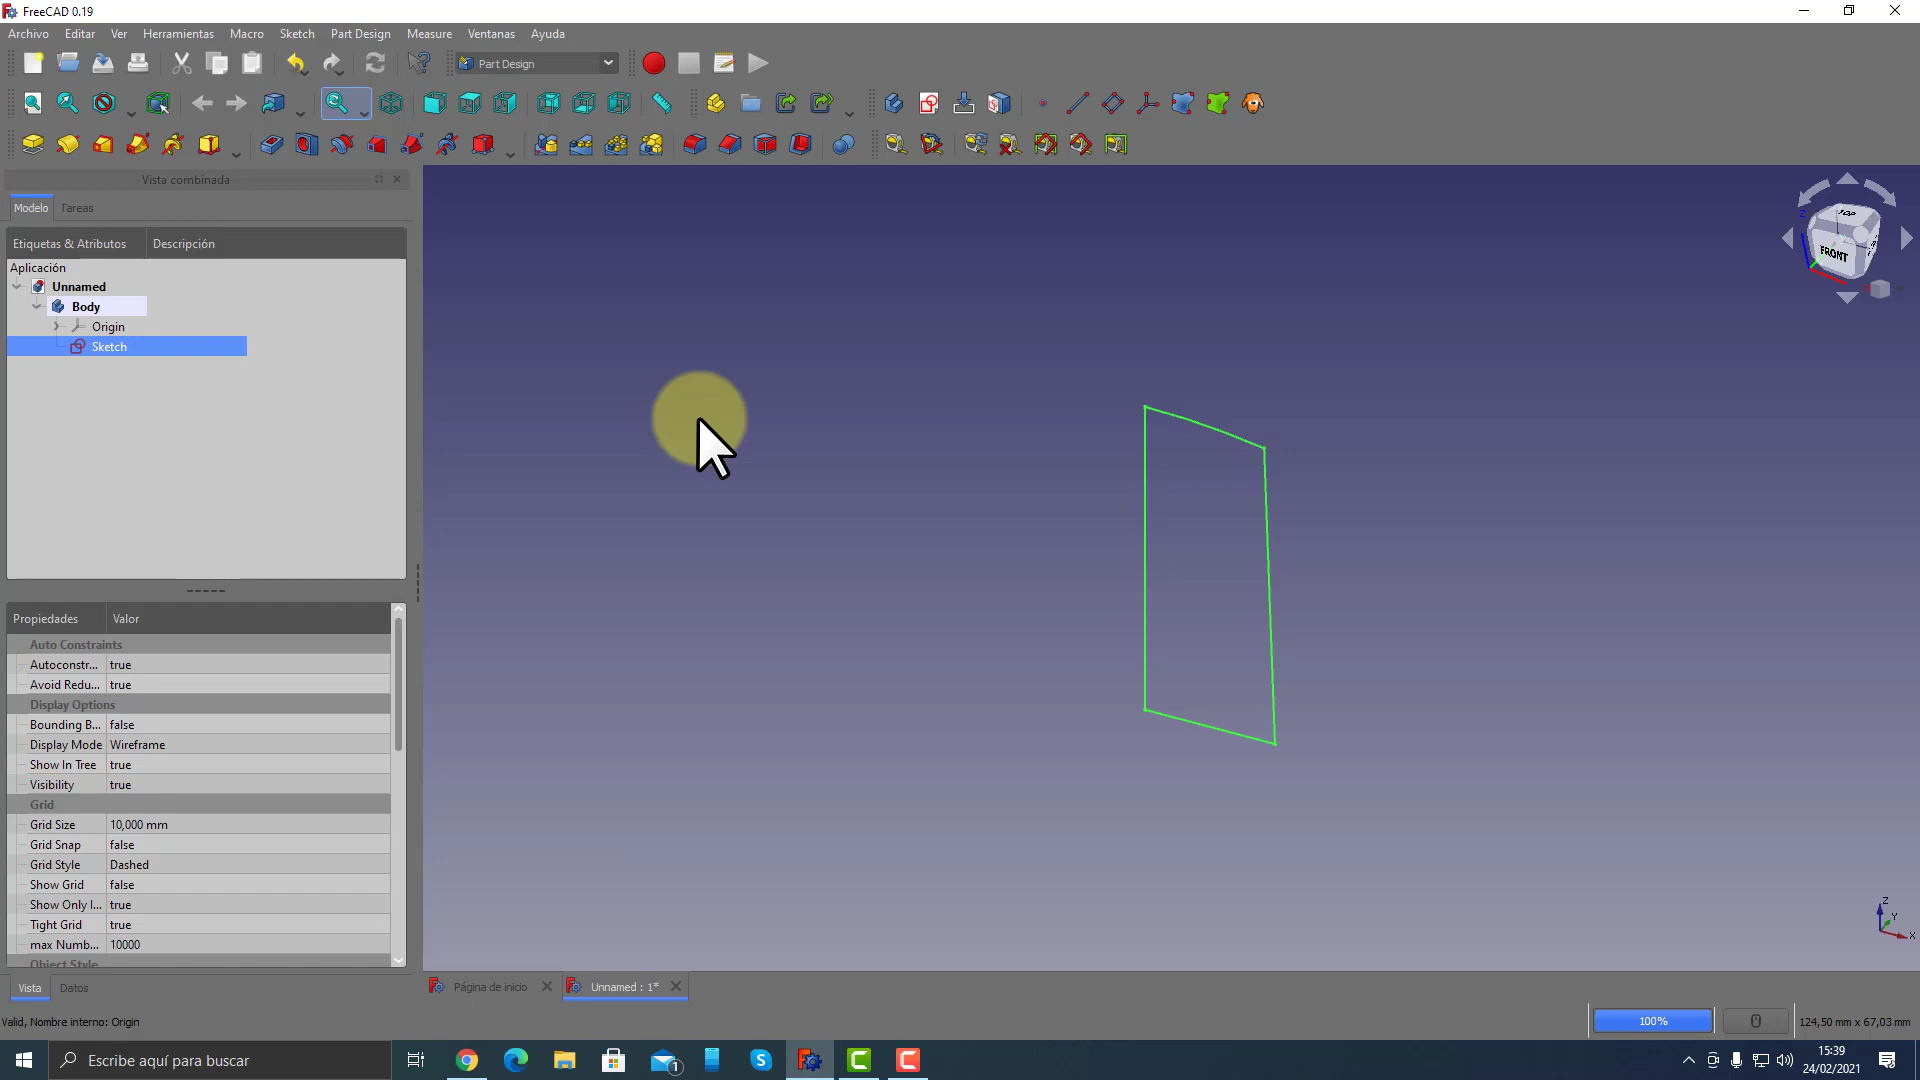 FreeCAD 0.19
Archivo Editar Ver Herramientas Macro Sketch Part Design Measure Ventanas Ayuda
Part Design
Vista combinada
Modelo Tareas
Etiquetas & Atributos Descripción
Aplicación
Unnamed
Body
Origin
Sketch
TOP
FRONT
Z
Propiedades Valor
Auto Constraints
Autoconstr... true
Avoid Redu... true
Display Options
Bounding B... false
Display Mode Wireframe
Show In Tree true
Visibility true
Grid
Grid Size 10,000 mm
Grid Snap false
Grid Style Dashed
Show Grid false
Show Only I... true
Tight Grid true
max Numb... 10000
Object Style
Z
Y
X
Vista Datos
Página de inicio Unnamed : 1*
Valid, Nombre interno: Origin
100% 124,50 mm x 67,03 mm
Escribe aquí para buscar
1
15:39
24/02/2021